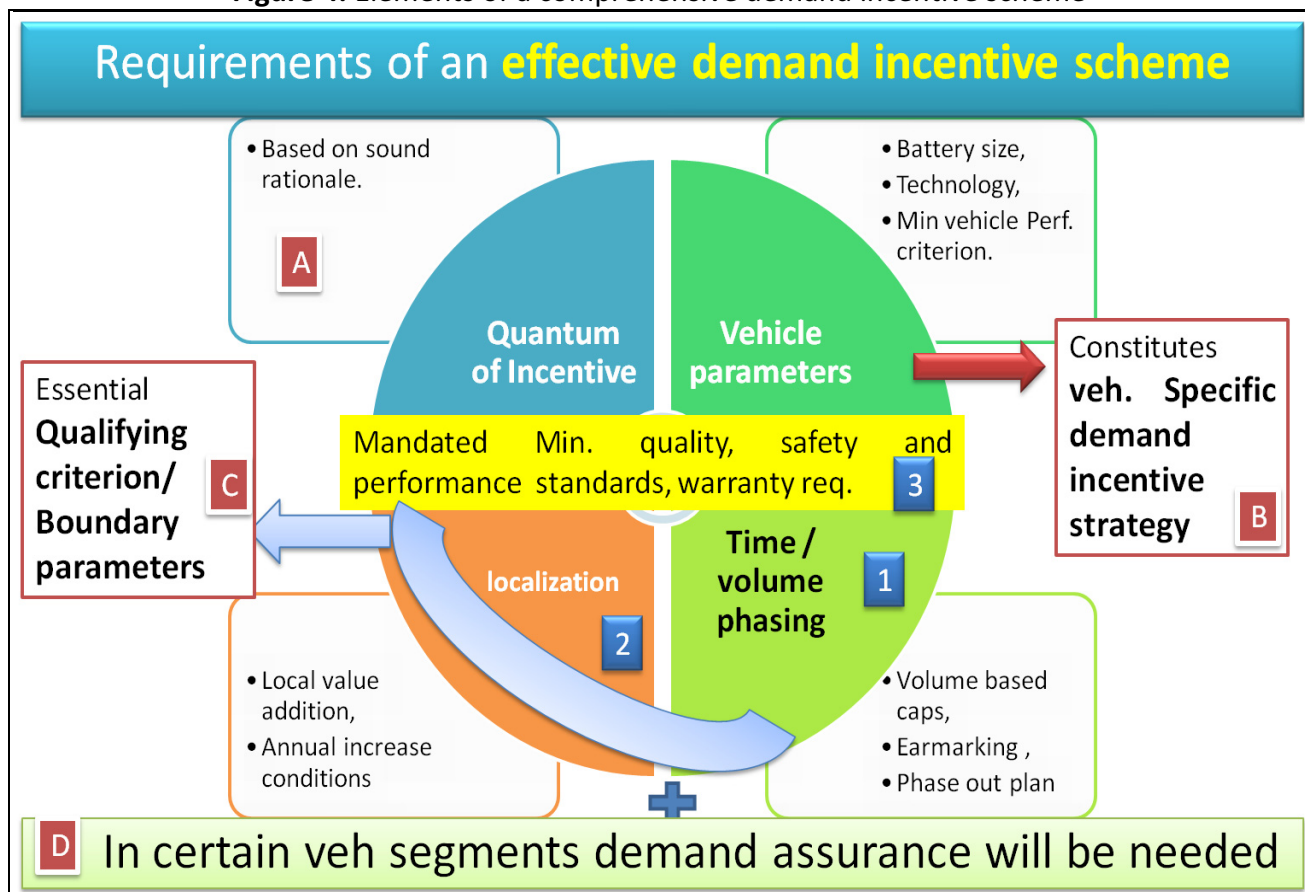 Requirements of an effective demand incentive scheme
• Based on sound
rationale.
A
• Battery size,
• Technology,
• Min vehicle Perf.
criterion.
Quantum
of Incentive
Vehicle
parameters
Essential
Qualifying
criterion/
Boundary
parameters
C
Mandated Min. quality, safety and
performance standards, warranty req.
3
Constitutes
veh. Specific
demand
incentive
strategy
B
localization
2
Time /
volume
phasing
1
• Local value
addition,
• Annual increase
conditions
• Volume based
caps,
• Earmarking ,
• Phase out plan
D
In certain veh segments demand assurance will be needed